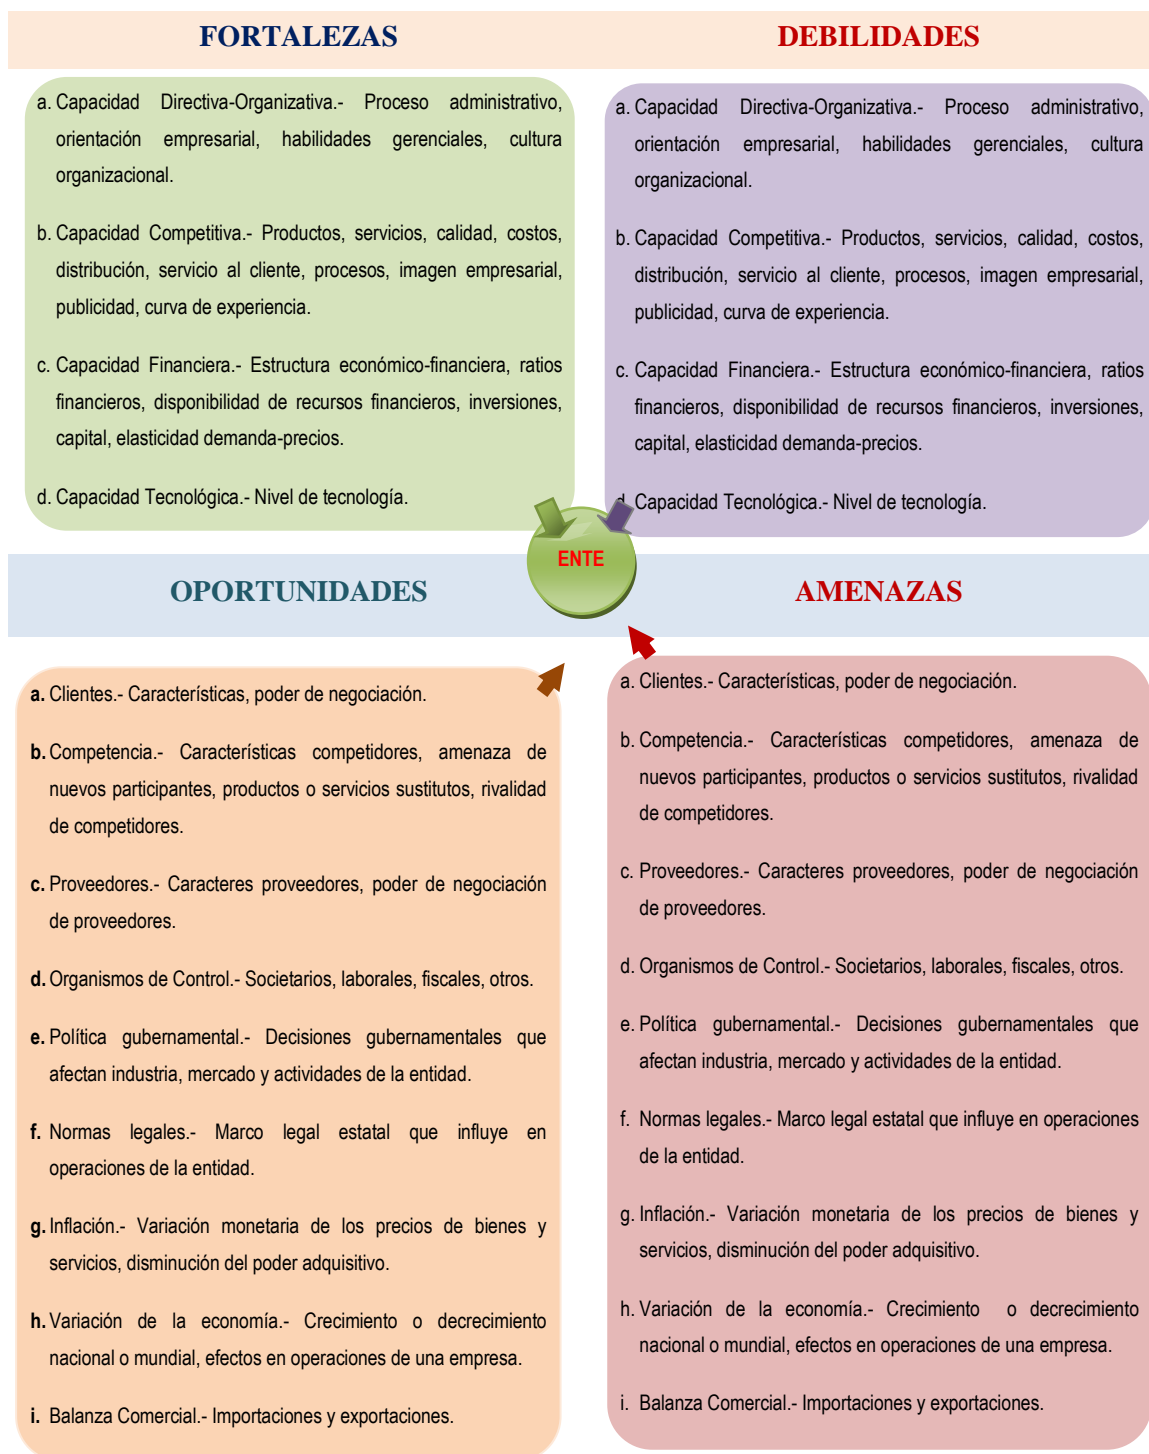 FORTALEZAS
DEBILIDADES
a. Capacidad Directiva-Organizativa.- Proceso administrativo,
orientación empresarial, habilidades gerenciales, cultura
organizacional.
b. Capacidad Competitiva.- Productos, servicios, calidad, costos,
distribución, servicio al cliente, procesos, imagen empresarial,
publicidad, curva de experiencia.
c. Capacidad Financiera.- Estructura económico-financiera, ratios
financieros, disponibilidad de recursos financieros, inversiones,
capital, elasticidad demanda-precios.
d. Capacidad Tecnológica.- Nivel de tecnología.
a. Capacidad Directiva-Organizativa.- Proceso administrativo,
orientación empresarial, habilidades gerenciales, cultura
organizacional.
b. Capacidad Competitiva.- Productos, servicios, calidad, costos,
distribución, servicio al cliente, procesos, imagen empresarial,
publicidad, curva de experiencia.
c. Capacidad Financiera.- Estructura económico-financiera, ratios
financieros, disponibilidad de recursos financieros, inversiones,
capital, elasticidad demanda-precios.
d. Capacidad Tecnológica.- Nivel de tecnología.
ENTE
OPORTUNIDADES
AMENAZAS
a. Clientes.- Características, poder de negociación.
b. Competencia.- Características competidores, amenaza de
nuevos participantes, productos o servicios sustitutos, rivalidad
de competidores.
c. Proveedores.- Caracteres proveedores, poder de negociación
de proveedores.
d. Organismos de Control.- Societarios, laborales, fiscales, otros.
e. Política gubernamental.- Decisiones gubernamentales que
afectan industria, mercado y actividades de la entidad.
f. Normas legales.- Marco legal estatal que influye en
operaciones de la entidad.
g. Inflación.- Variación monetaria de los precios de bienes y
servicios, disminución del poder adquisitivo.
h. Variación de la economía.- Crecimiento o decrecimiento
nacional o mundial, efectos en operaciones de una empresa.
i. Balanza Comercial.- Importaciones y exportaciones.
a. Clientes.- Características, poder de negociación.
b. Competencia.- Características competidores, amenaza de
nuevos participantes, productos o servicios sustitutos, rivalidad
de competidores.
c. Proveedores.- Caracteres proveedores, poder de negociación
de proveedores.
d. Organismos de Control.- Societarios, laborales, fiscales, otros.
e. Política gubernamental.- Decisiones gubernamentales que
afectan industria, mercado y actividades de la entidad.
f. Normas legales.- Marco legal estatal que influye en operaciones
de la entidad.
g. Inflación.- Variación monetaria de los precios de bienes y
servicios, disminución del poder adquisitivo.
h. Variación de la economía.- Crecimiento o decrecimiento
nacional o mundial, efectos en operaciones de una empresa.
i. Balanza Comercial.- Importaciones y exportaciones.